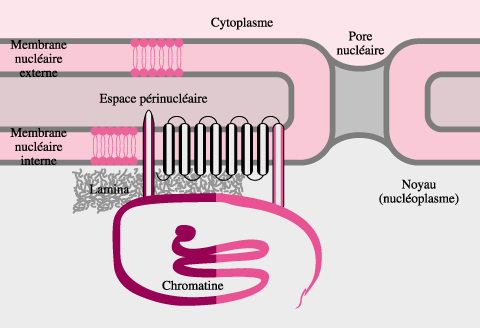 Cytoplasme
Membrane
nucléaire
externe
Pore
nucléaire
Espace périnucléaire
Membrane
nucléaire
interne
Lamina
Noyau
(nucléoplasme)
Chromatine